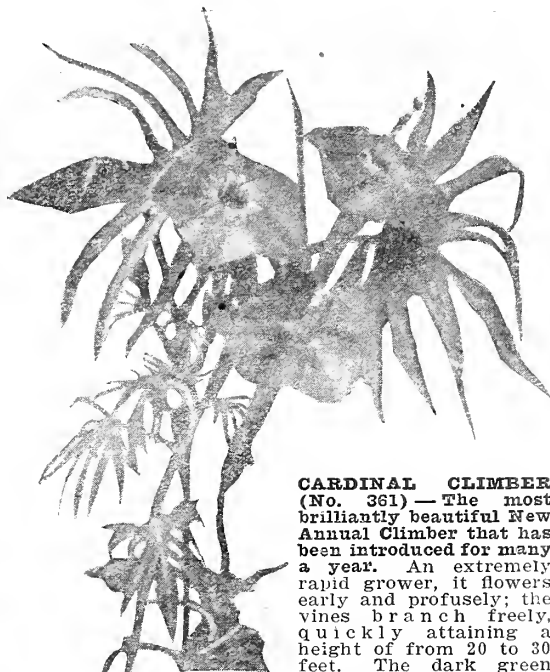 CARDINAL CLIMBER
(No. 361) — The most
brilliantly beautiful New
Annual Climber that has
been introduced for many
a year. An extremely
rapid grower, it flowers
early and profusely; the
vines branch freely,
quickly attaining a
height of from 20 to 30
feet. The dark green